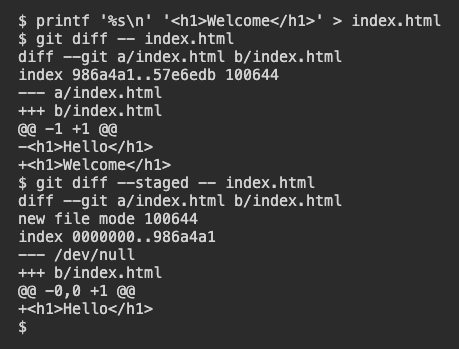 $ printf '%s\n' '<h1>Welcome</h1>' > index.html
$ git diff -- index.html
diff --git a/index.html b/index.html
index 986a4a1..57e6edb 100644
--- a/index.html
+++ b/index.html
@@ -1 +1 @@
-<h1>Hello</h1>
+<h1>Welcome</h1>
$ git diff --staged -- index.html
diff --git a/index.html b/index.html
new file mode 100644
index 0000000..986a4a1
--- /dev/null
+++ b/index.html
@@ -0,0 +1 @@
+<h1>Hello</h1>
$